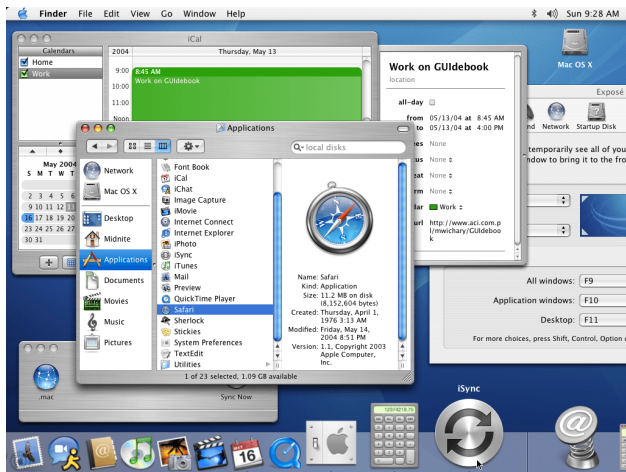 Finder File Edit View Go Window Help
Sun 9:28 AM
iCal
Calendars
Home
Work
2004
Thursday, May 13
9:00
8:45 AM
Work on GUIdebook
10:00
11:00
Noon
Work on GUIdebook
location
all-day
from 05/13/04 at 8:45 AM
to 05/13/04 at 4:00 PM
None
None
None
None
Work
url http://www.aci.com.p
l/mwichary/GUIdeboo
k
Mac OS X
Exposé
Network
Startup Disk
temporarily see all of you
ndow to bring it to the fro
All windows: F9
Application windows: F10
Desktop: F11
For more choices, press Shift, Control, Option
May 2004
S M T W T
2 3 4 5 6
9 10 11 12 13
16 17 18 19 20
23 24 25 26 27
30 31
Applications
local disks
Network
Mac OS X
Desktop
Midnite
Applications
Documents
Movies
Music
Pictures
Font Book
iCal
iChat
Image Capture
iMovie
Internet Connect
Internet Explorer
iPhoto
iSync
iTunes
Mail
Preview
QuickTime Player
Safari
Sherlock
Stickies
System Preferences
TextEdit
Utilities
Name: Safari
Kind: Application
Size: 11.2 MB on disk
(8,152,604 bytes)
Created: Thursday, April 1,
1976 3:13 AM
Modified: Friday, May 14,
2004 8:51 PM
Version: 1.1, Copyright 2003
Apple Computer,
Inc.
1 of 23 selected, 1.09 GB available
.mac
Sync Now
iSync
MAY
16